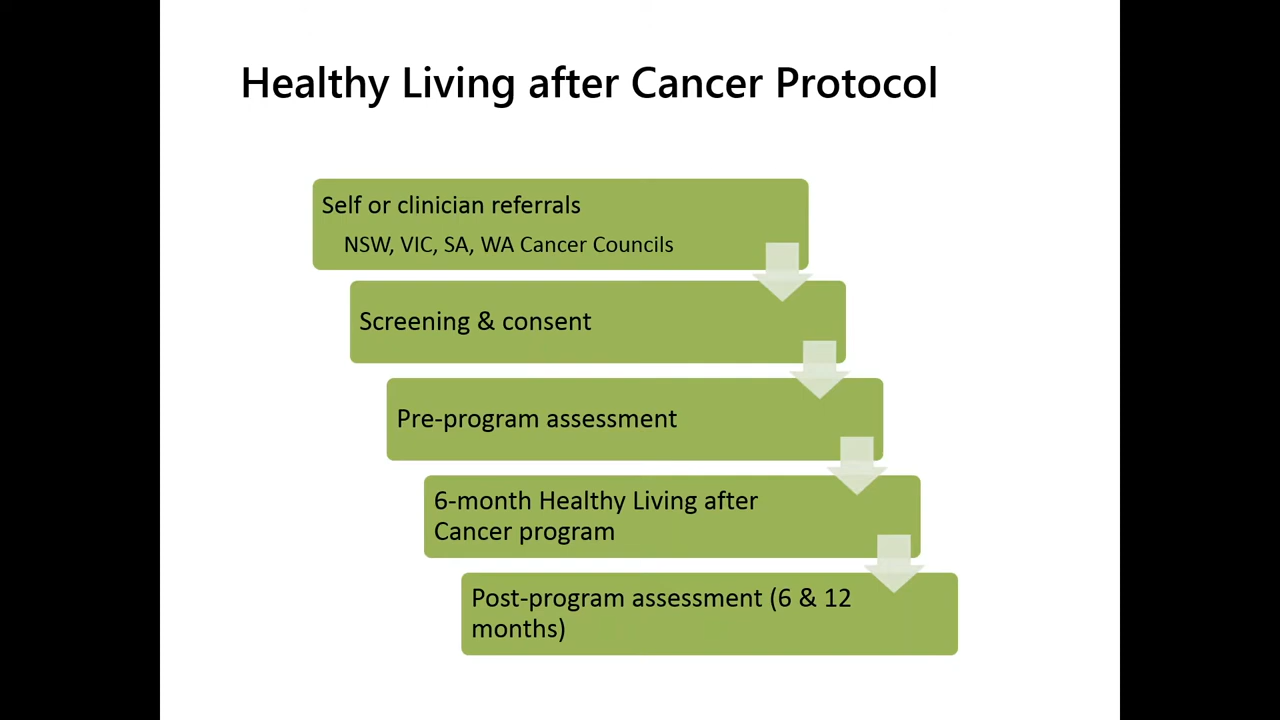 Healthy Living after Cancer Protocol
Self or clinician referrals
NSW, VIC, SA, WA Cancer Councils
Screening & consent
Pre-program assessment
6-month Healthy Living after
Cancer program
Post-program assessment (6 & 12
months)